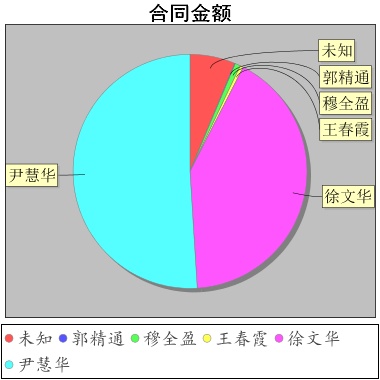 合同金额
未知
郭精通
穆全盈
王春霞
尹慧华
徐文华
未知 郭精通 穆全盈 王春霞 徐文华
尹慧华